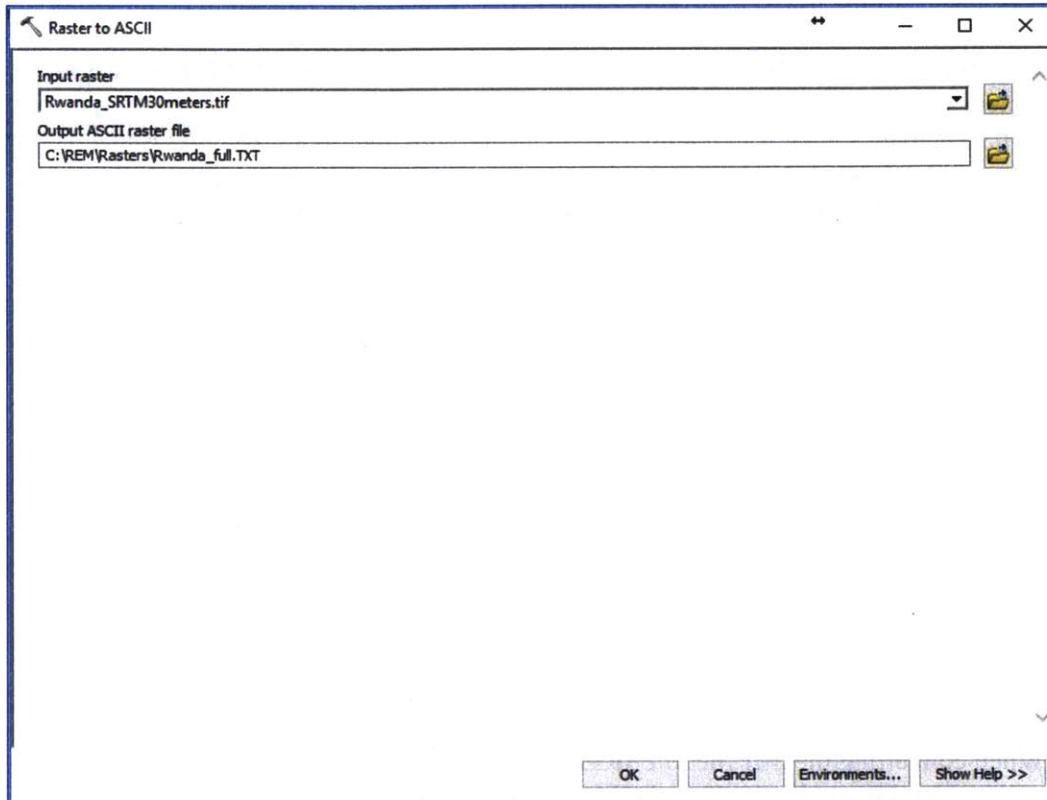 Raster to ASCII
Input raster
Rwanda_SRTM30meters.tif
Output ASCII raster file
C:\REM\Rasters\Rwanda_full.TXT
OK Cancel Environments... Show Help >>